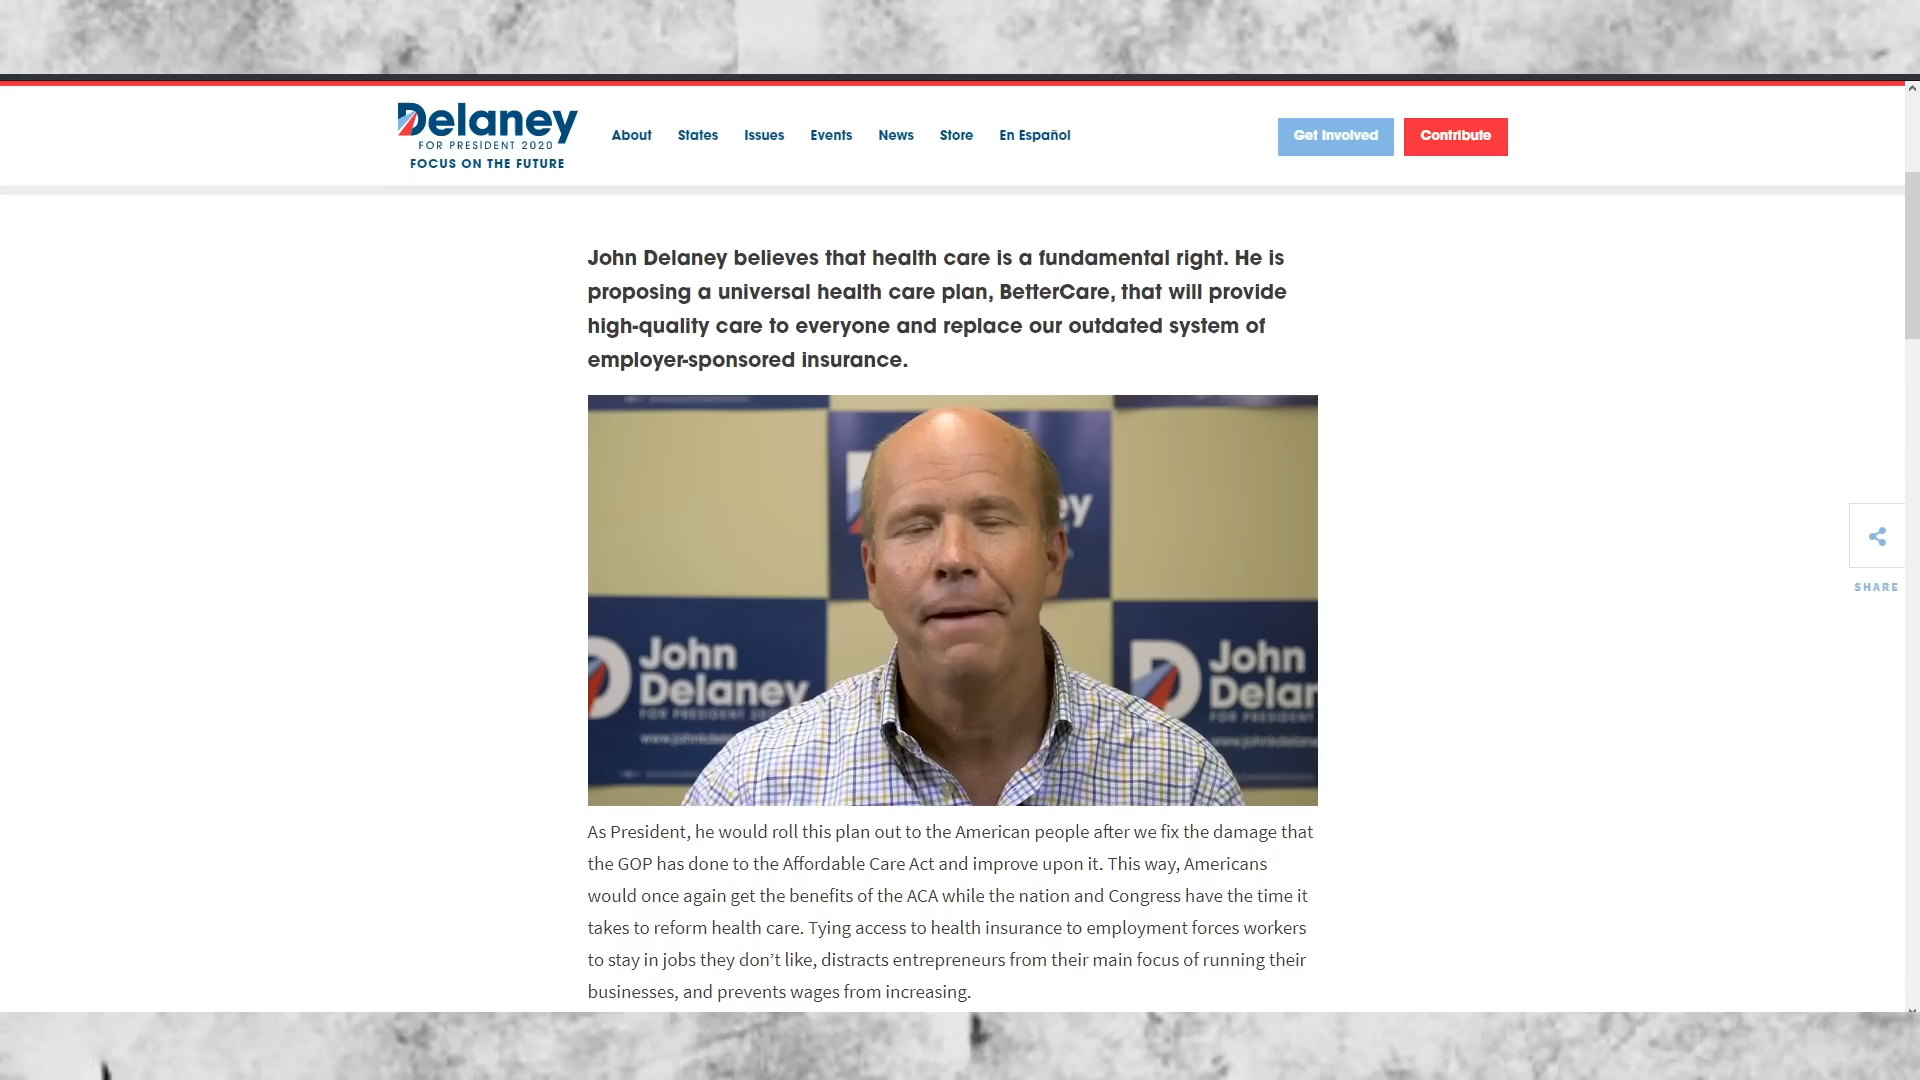 Delaney
FOR PRESIDENT 2020
FOCUS ON THE FUTURE
About States Issues Events News Store En Español
Get Involved Contribute
John Delaney believes that health care is a fundamental right. He is
proposing a universal health care plan, BetterCare, that will provide
high-quality care to everyone and replace our outdated system of
employer-sponsored insurance.
ey
John
Delaney
FOR PRESIDENT
John
Delan
FOR PRESIDENT
SHARE
As President, he would roll this plan out to the American people after we fix the damage that
the GOP has done to the Affordable Care Act and improve upon it. This way, Americans
would once again get the benefits of the ACA while the nation and Congress have the time it
takes to reform health care. Tying access to health insurance to employment forces workers
to stay in jobs they don’t like, distracts entrepreneurs from their main focus of running their
businesses, and prevents wages from increasing.